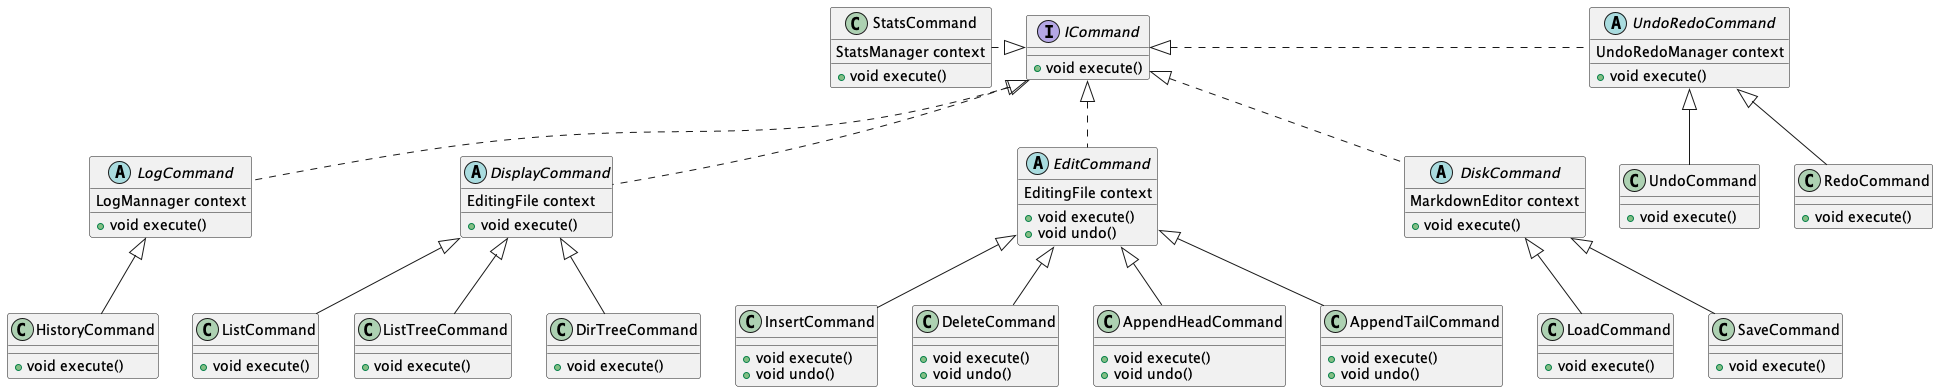 C StatsCommand
StatsManager context
void execute()
I ICommand
void execute()
A UndoRedoCommand
UndoRedoManager context
void execute()
A LogCommand
LogMannager context
void execute()
A DisplayCommand
EditingFile context
void execute()
A EditCommand
EditingFile context
void execute()
void undo()
A DiskCommand
MarkdownEditor context
void execute()
C UndoCommand
void execute()
C RedoCommand
void execute()
C HistoryCommand
void execute()
C ListCommand
void execute()
C ListTreeCommand
void execute()
C DirTreeCommand
void execute()
C InsertCommand
void execute()
void undo()
C DeleteCommand
void execute()
void undo()
C AppendHeadCommand
void execute()
void undo()
C AppendTailCommand
void execute()
void undo()
C LoadCommand
void execute()
C SaveCommand
void execute()